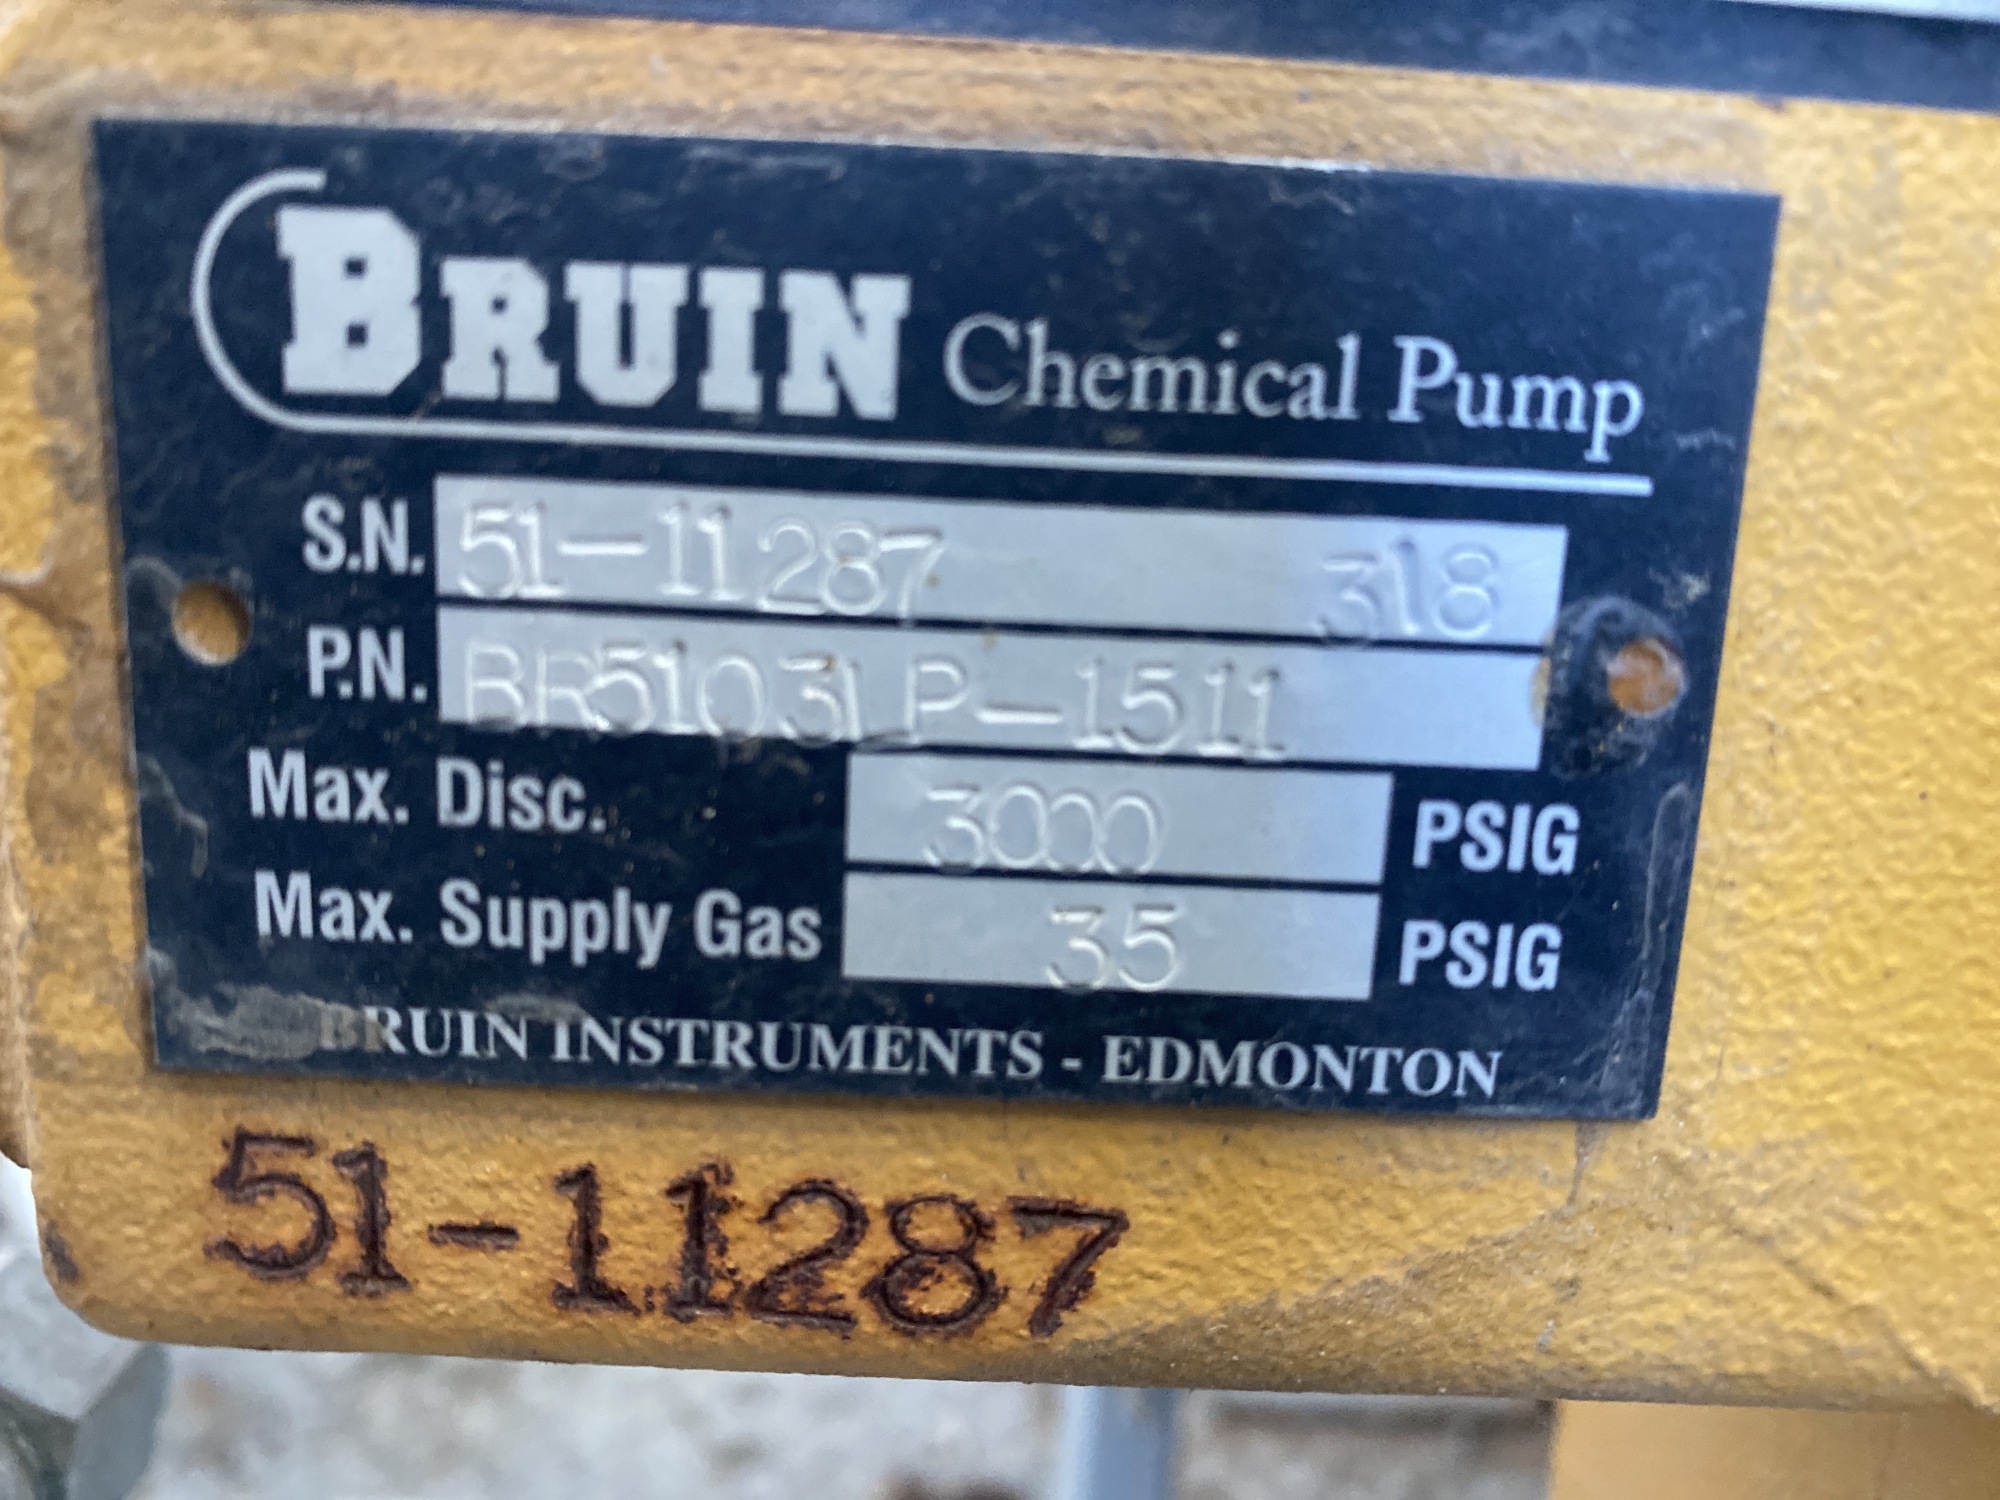 BRUIN Chemical Pump
S.N. 51-11287 318
P.N. BR5103LP-1511
Max. Disc. 3000 PSIG
Max. Supply Gas 35 PSIG
BRUIN INSTRUMENTS - EDMONTON
51-11287